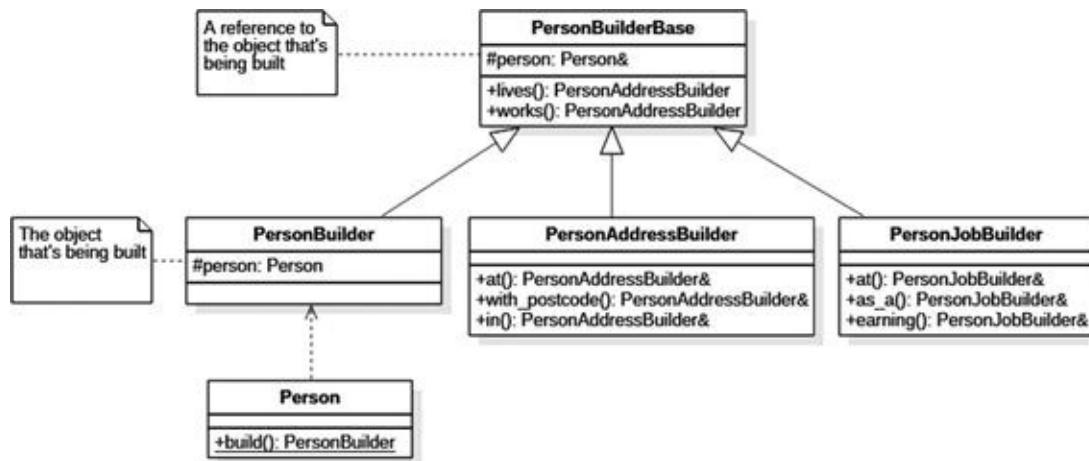 A reference to
the object that's
being built
PersonBuilderBase
#person: Person&
+lives(): PersonAddressBuilder
+works(): PersonAddressBuilder
The object
that's being built
PersonBuilder
#person: Person
PersonAddressBuilder
+at(): PersonAddressBuilder&
+with_postcode(): PersonAddressBuilder&
+in(): PersonAddressBuilder&
PersonJobBuilder
+at(): PersonJobBuilder&
+as_a(): PersonJobBuilder&
+earning(): PersonJobBuilder&
Person
+build(): PersonBuilder